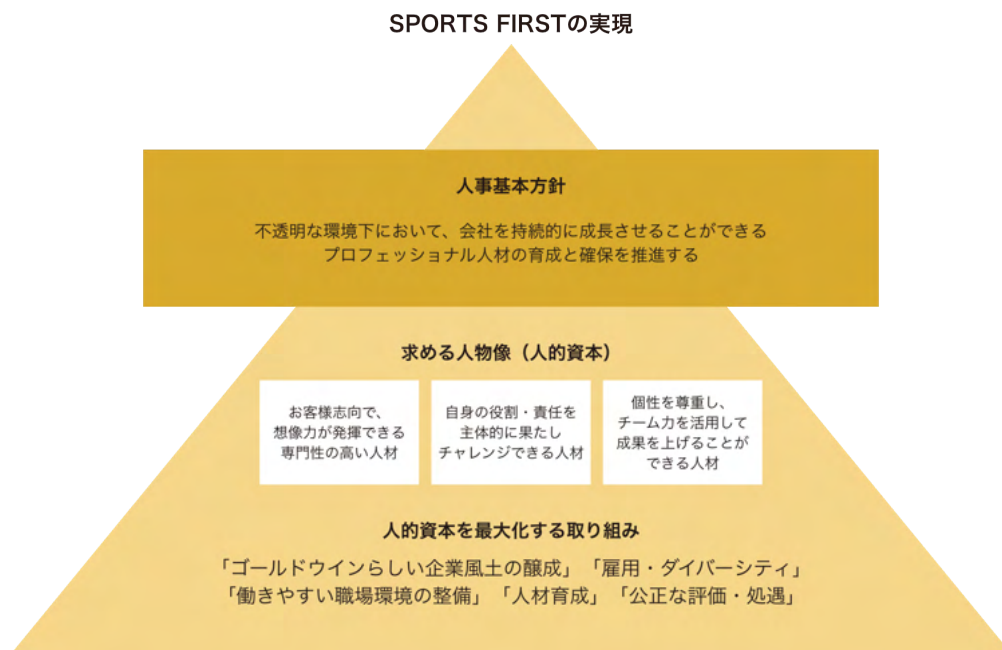 SPORTS FIRSTの実現
人事基本方針
不透明な環境下において、会社を持続的に成長させることができる
プロフェッショナル人材の育成と確保を推進する
求める人物像（人的資本）
お客様志向で、
想像力が発揮できる
専門性の高い人材
自身の役割・責任を
主体的に果たし
チャレンジできる人材
個性を尊重し、
チーム力を活用して
成果を上げることが
できる人材
人的資本を最大化する取り組み
「ゴールドウインらしい企業風土の醸成」「雇用・ダイバーシティ」
「働きやすい職場環境の整備」「人材育成」「公正な評価・処遇」